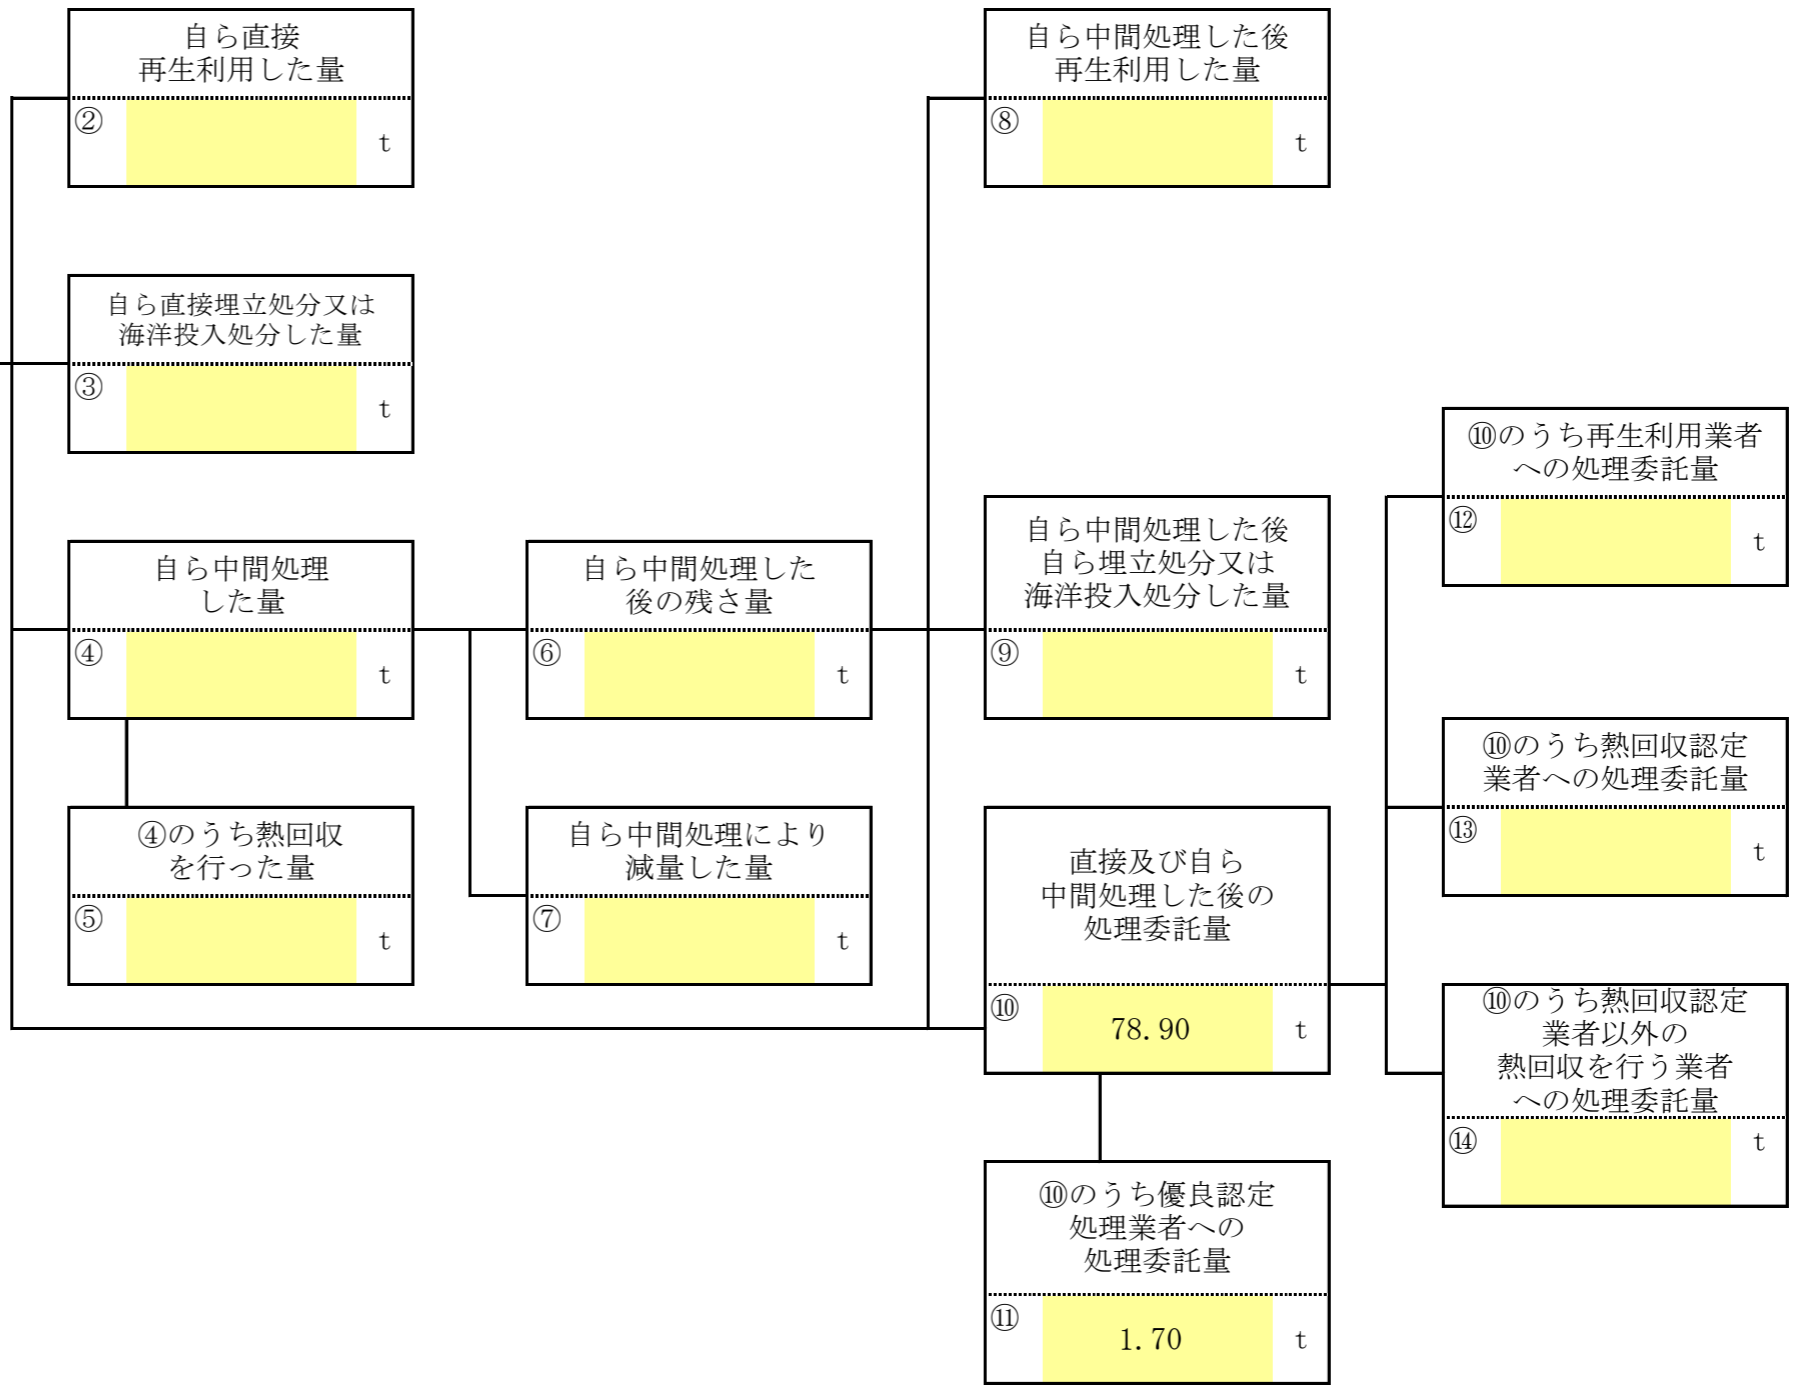 自ら直接
再生利用した量
② t
自ら直接埋立処分又は
海洋投入処分した量
③ t
自ら中間処理
した量
④ t
④のうち熱回収
を行った量
⑤ t
自ら中間処理した
後の残さ量
⑥ t
自ら中間処理により
減量した量
⑦ t
自ら中間処理した後
再生利用した量
⑧ t
自ら中間処理した後
自ら埋立処分又は
海洋投入処分した量
⑨ t
直接及び自ら
中間処理した後の
処理委託量
⑩ 78.90 t
⑩のうち優良認定
処理業者への
処理委託量
⑪ 1.70 t
⑩のうち再生利用業者
への処理委託量
⑫ t
⑩のうち熱回収認定
業者への処理委託量
⑬ t
⑩のうち熱回収認定
業者以外の
熱回収を行う業者
への処理委託量
⑭ t